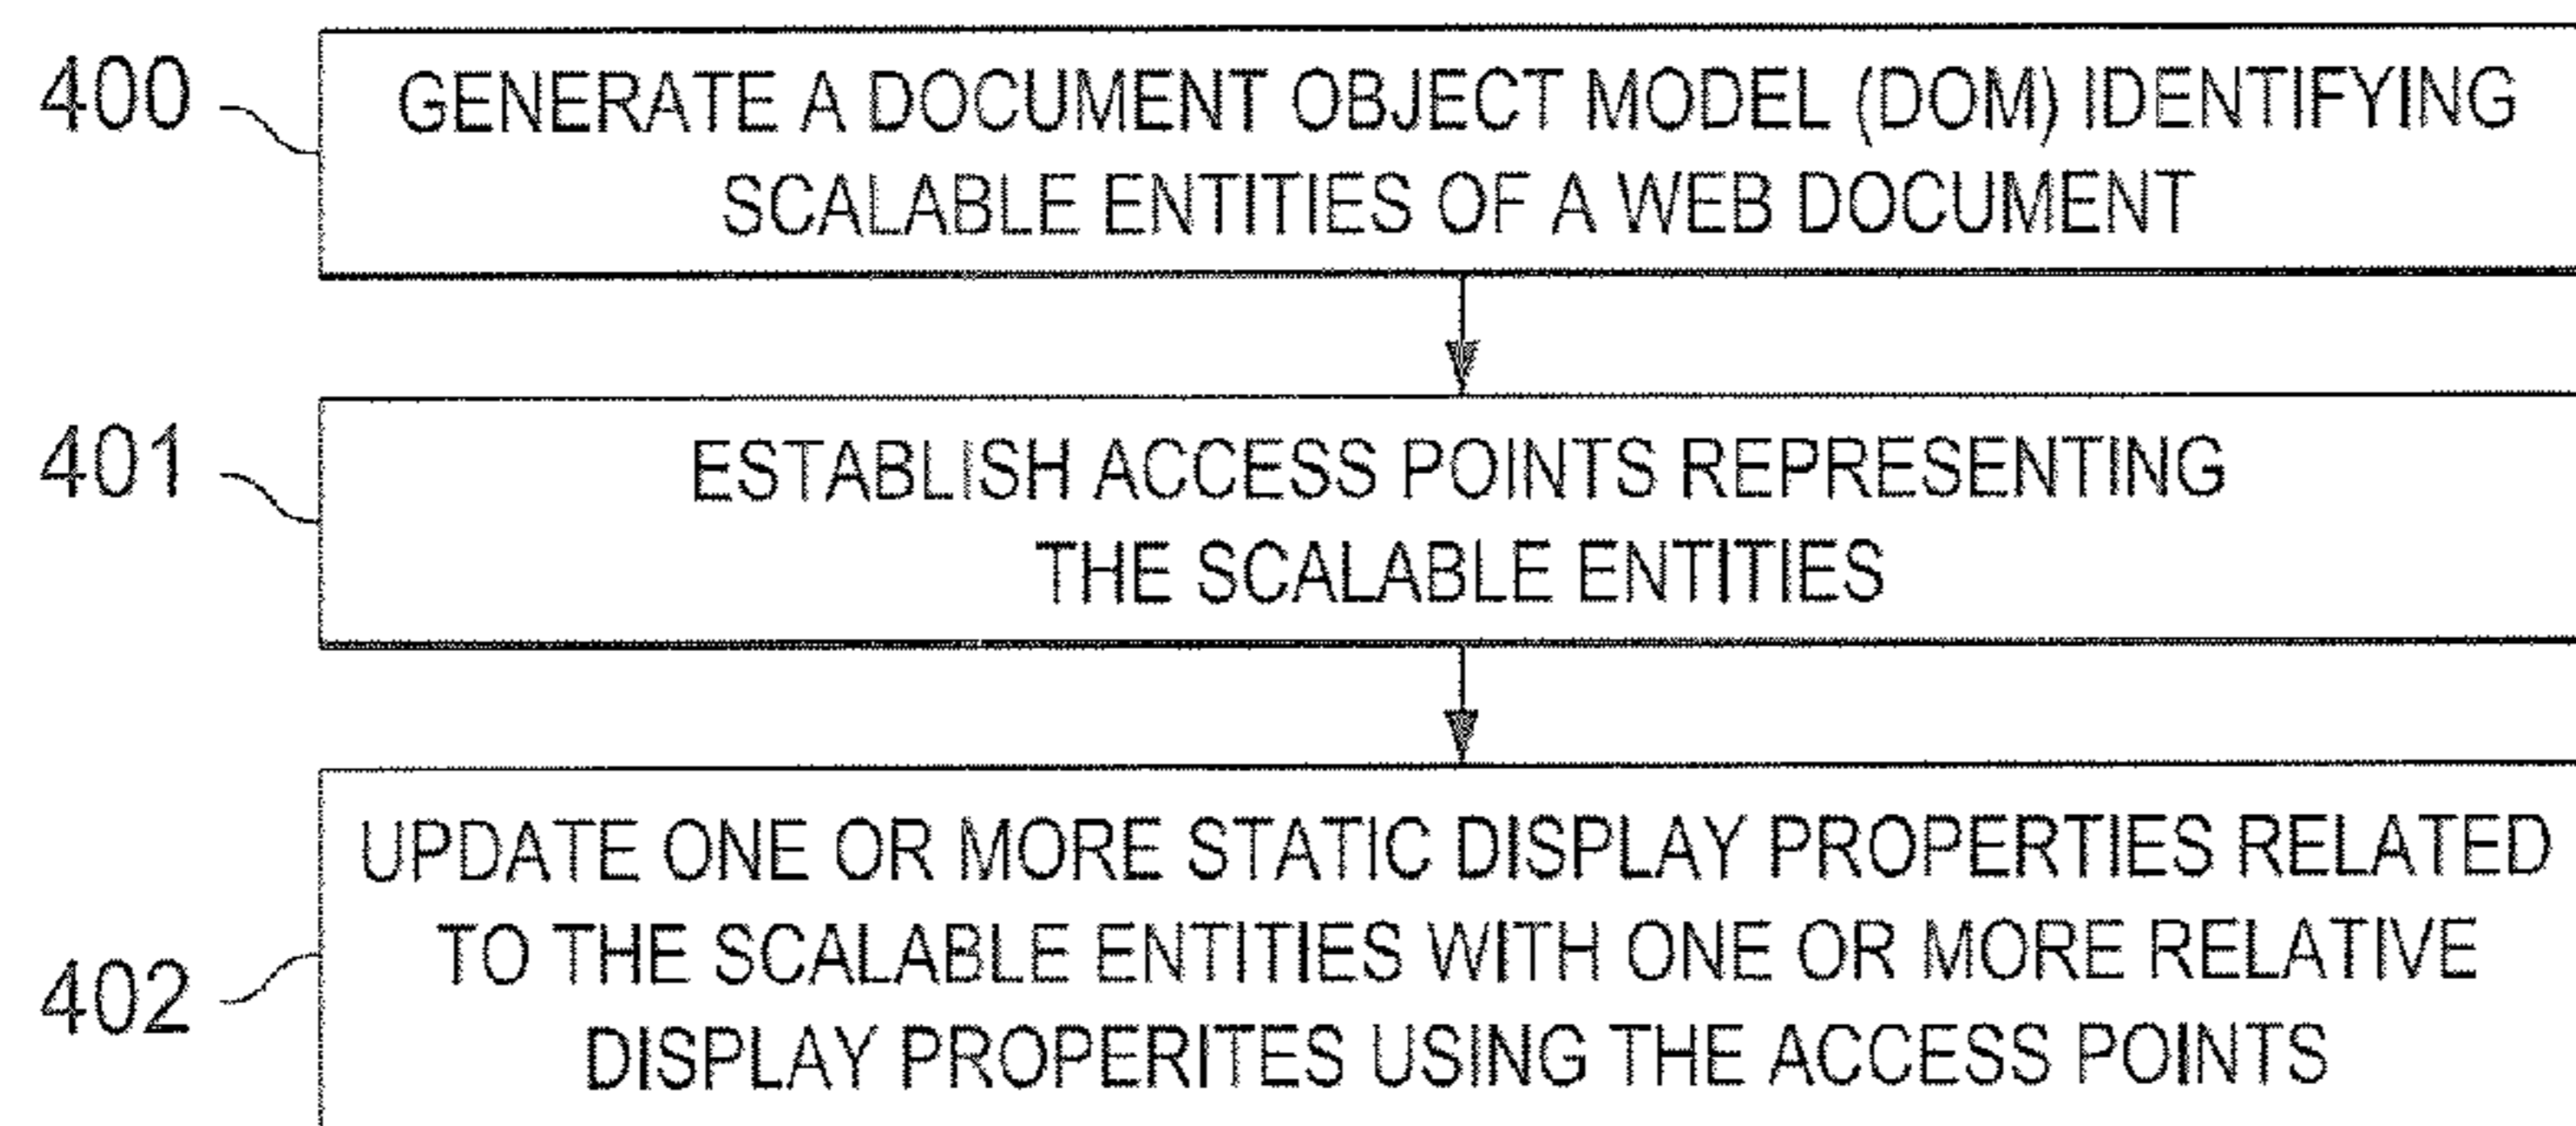 400
GENERATE A DOCUMENT OBJECT MODEL (DOM) IDENTIFYING
SCALABLE ENTITIES OF A WEB DOCUMENT
401
ESTABLISH ACCESS POINTS REPRESENTING
THE SCALABLE ENTITIES
402
UPDATE ONE OR MORE STATIC DISPLAY PROPERTIES RELATED
TO THE SCALABLE ENTITIES WITH ONE OR MORE RELATIVE
DISPLAY PROPERITES USING THE ACCESS POINTS